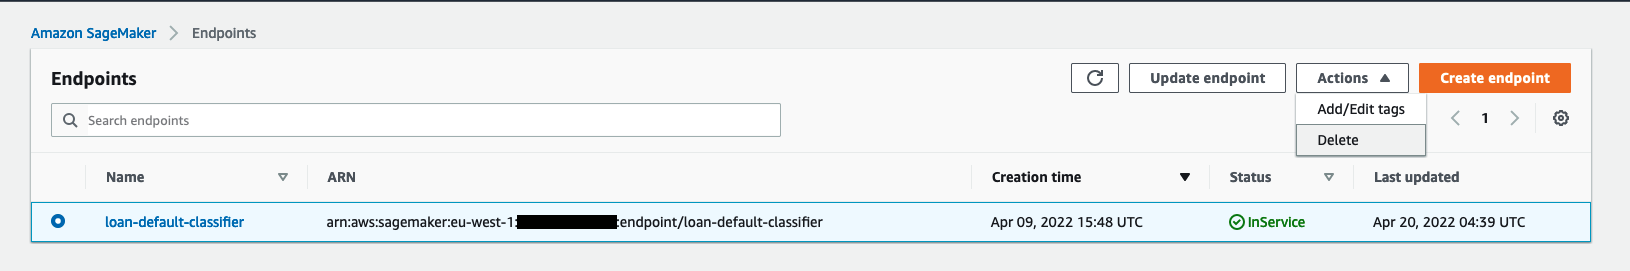 Amazon SageMaker > Endpoints
Endpoints
Update endpoint
Actions
Create endpoint
Search endpoints
Add/Edit tags
1
Delete
Name ARN Creation time Status Last updated
loan-default-classifier arn:aws:sagemaker:eu-west-1: :endpoint/loan-default-classifier Apr 09, 2022 15:48 UTC InService Apr 20, 2022 04:39 UTC